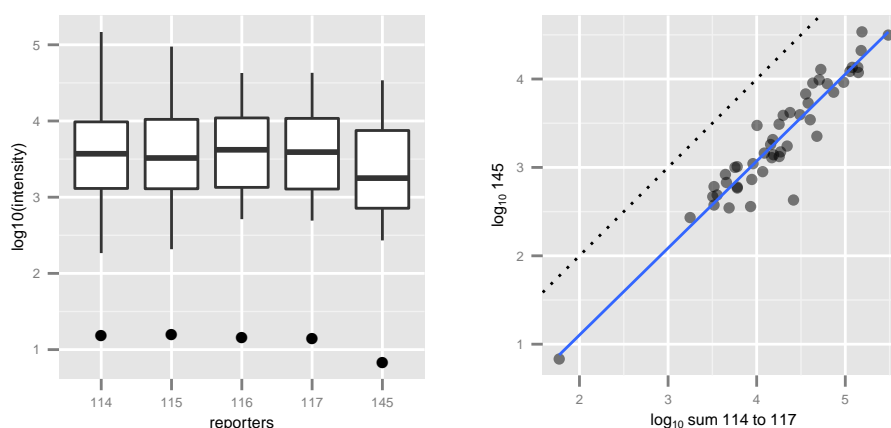 log10(intensity)
5
4
3
2
1
114 115 116 117 145
reporters
log₁₀ 145
4
3
2
1
2 3 4 5
log₁₀ sum 114 to 117